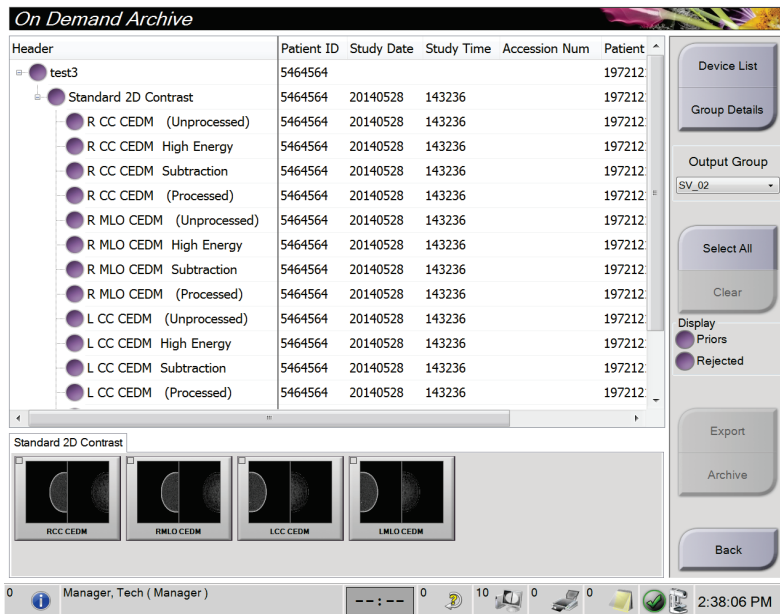 On Demand Archive
Header Patient ID Study Date Study Time Accession Num Patient
test3 5464564 197212
Standard 2D Contrast 5464564 20140528 143236 197212
R CC CEDM (Unprocessed) 5464564 20140528 143236 197212
R CC CEDM High Energy 5464564 20140528 143236 197212
R CC CEDM Subtraction 5464564 20140528 143236 197212
R CC CEDM (Processed) 5464564 20140528 143236 197212
R MLO CEDM (Unprocessed) 5464564 20140528 143236 197212
R MLO CEDM High Energy 5464564 20140528 143236 197212
R MLO CEDM Subtraction 5464564 20140528 143236 197212
R MLO CEDM (Processed) 5464564 20140528 143236 197212
L CC CEDM (Unprocessed) 5464564 20140528 143236 197212
L CC CEDM High Energy 5464564 20140528 143236 197212
L CC CEDM Subtraction 5464564 20140528 143236 197212
L CC CEDM (Processed) 5464564 20140528 143236 197212
Device List
Group Details
Output Group
SV_02
Select All
Clear
Display
Priors
Rejected
Export
Archive
Back
Standard 2D Contrast
RCC CEDM
RMLO CEDM
LCC CEDM
LMLO CEDM
0 Manager, Tech ( Manager ) --:-- 0 10 0 0 2:38:06 PM